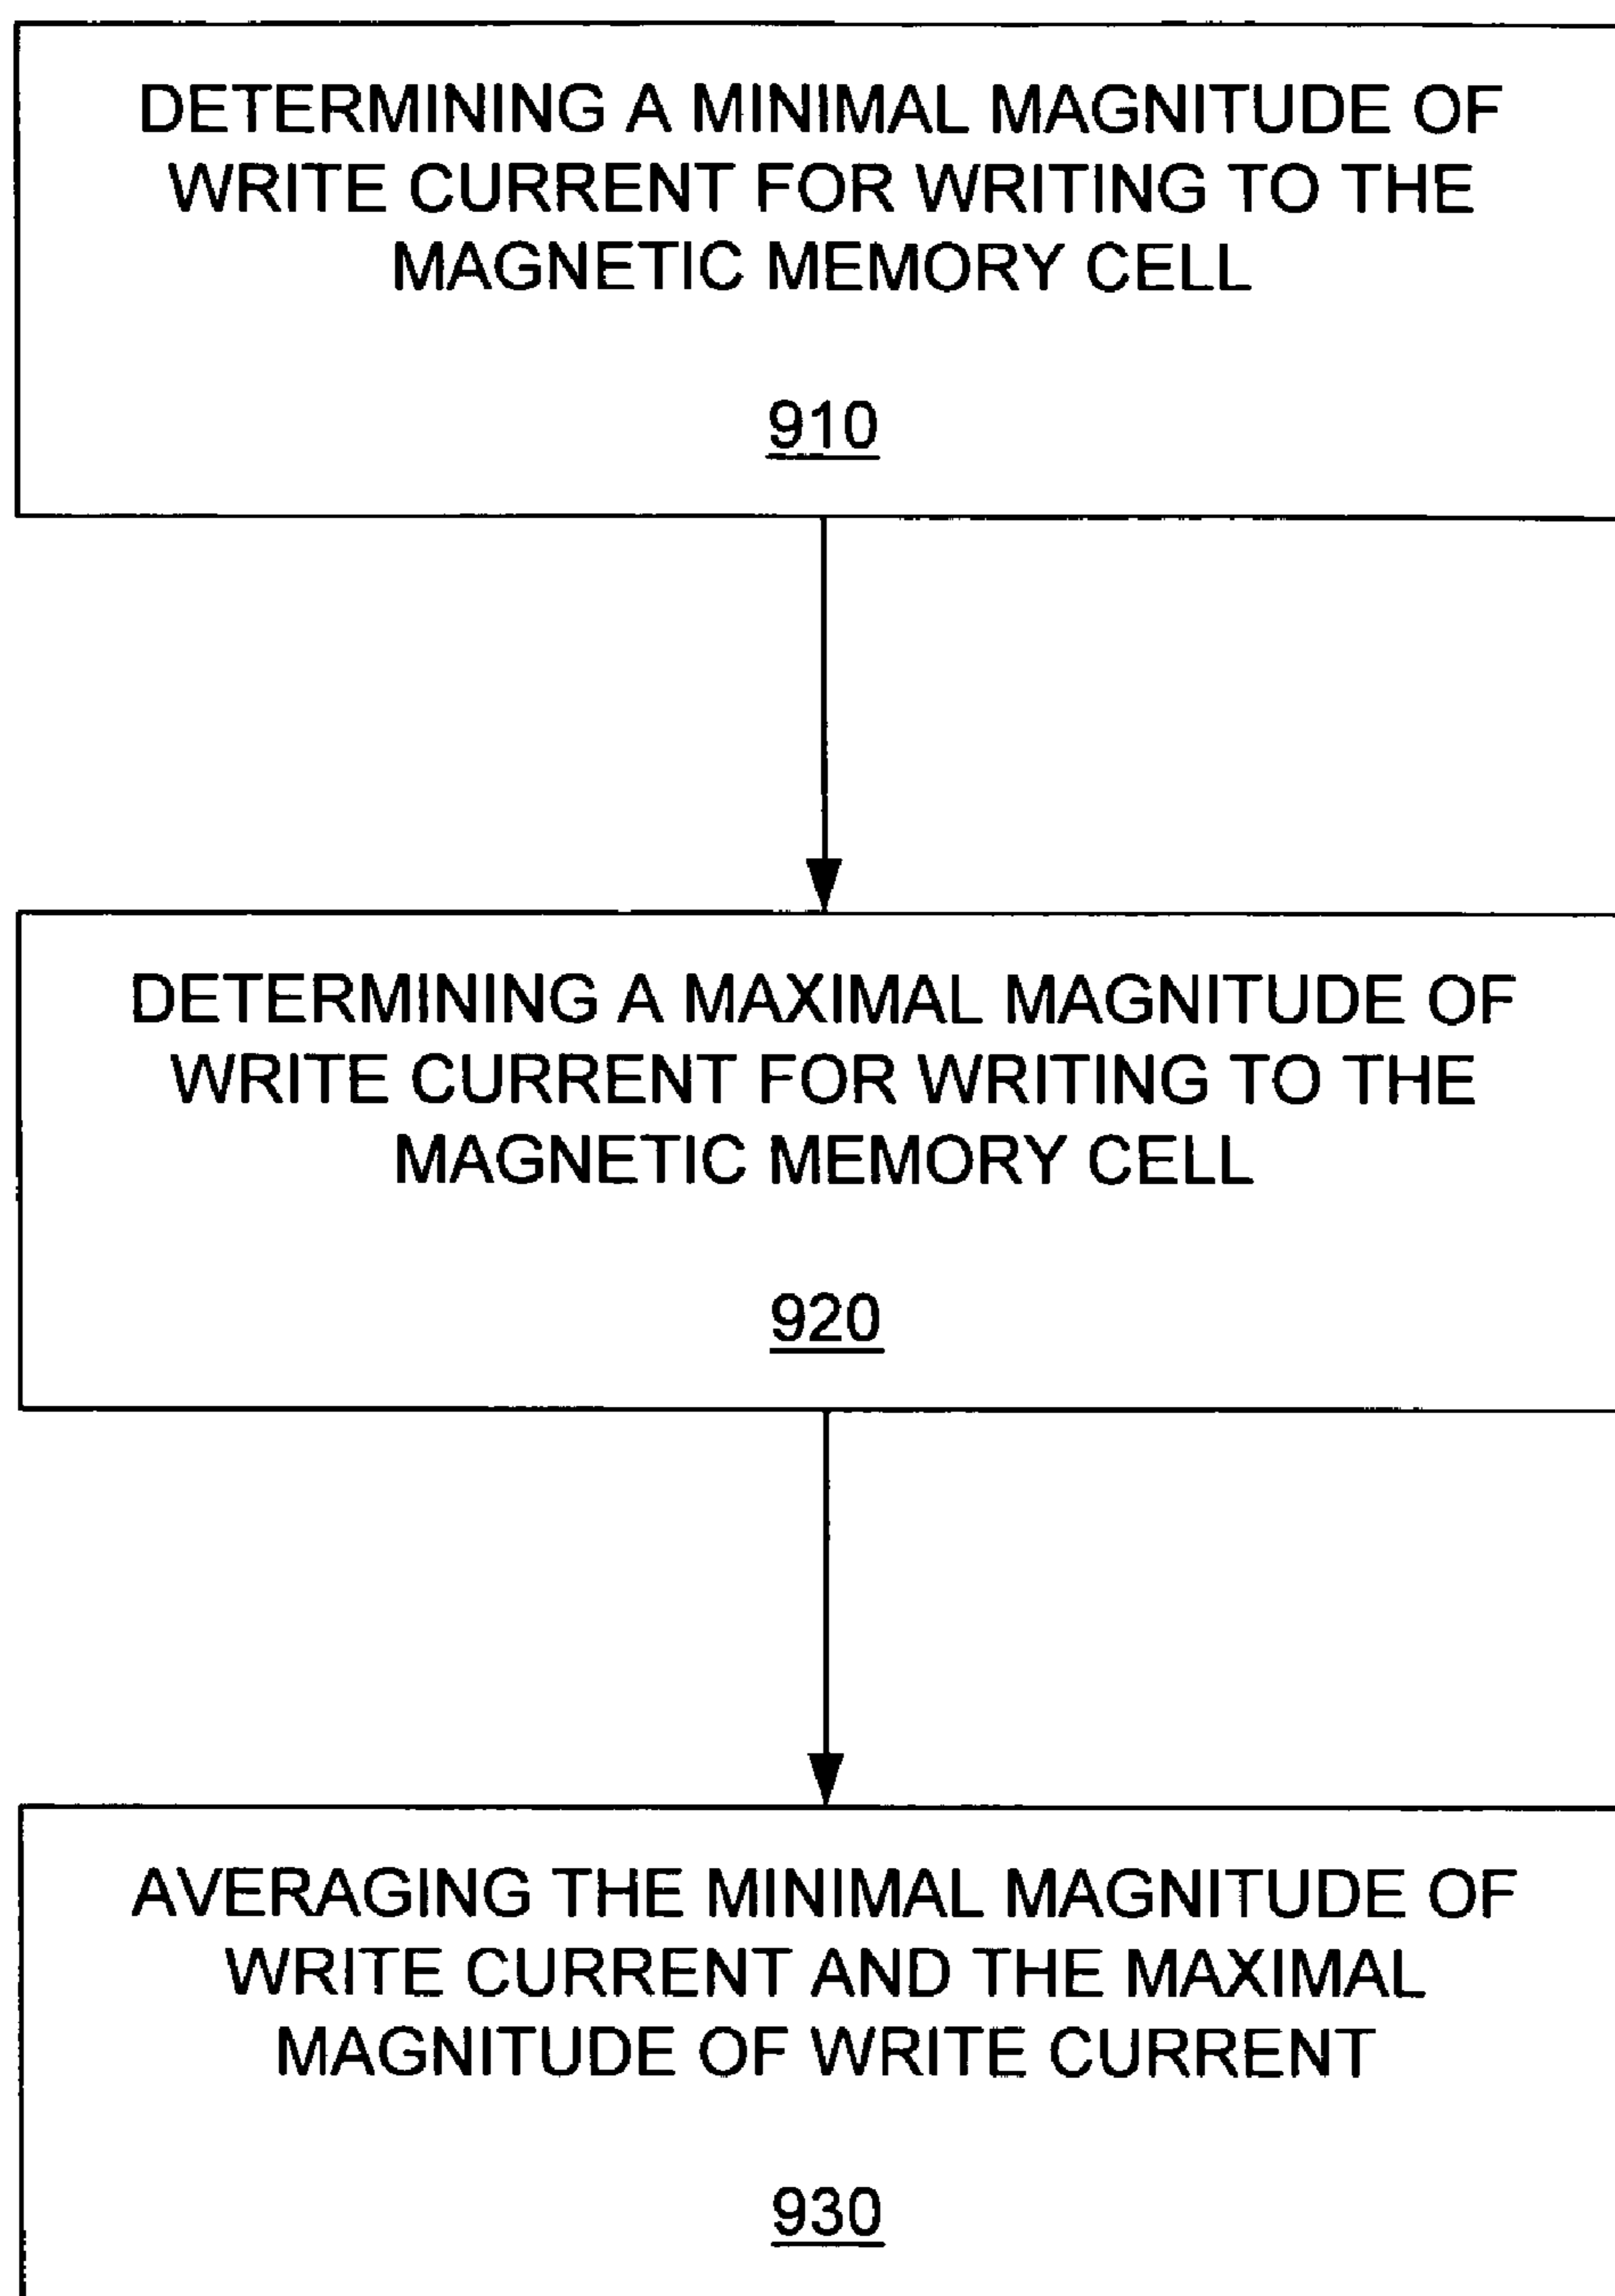 DETERMINING A MINIMAL MAGNITUDE OF
WRITE CURRENT FOR WRITING TO THE
MAGNETIC MEMORY CELL
910
DETERMINING A MAXIMAL MAGNITUDE OF
WRITE CURRENT FOR WRITING TO THE
MAGNETIC MEMORY CELL
920
AVERAGING THE MINIMAL MAGNITUDE OF
WRITE CURRENT AND THE MAXIMAL
MAGNITUDE OF WRITE CURRENT
930